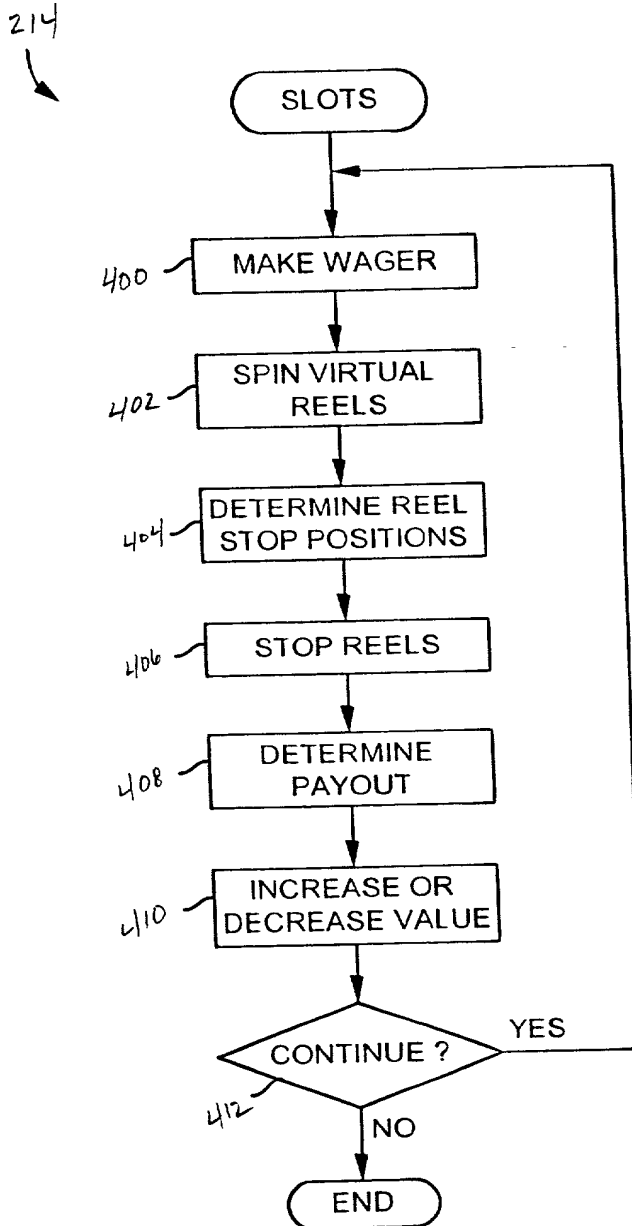 214
SLOTS
400
MAKE WAGER
402
SPIN VIRTUAL
REELS
404
DETERMINE REEL
STOP POSITIONS
406
STOP REELS
408
DETERMINE
PAYOUT
410
INCREASE OR
DECREASE VALUE
412
CONTINUE ?
YES
NO
END